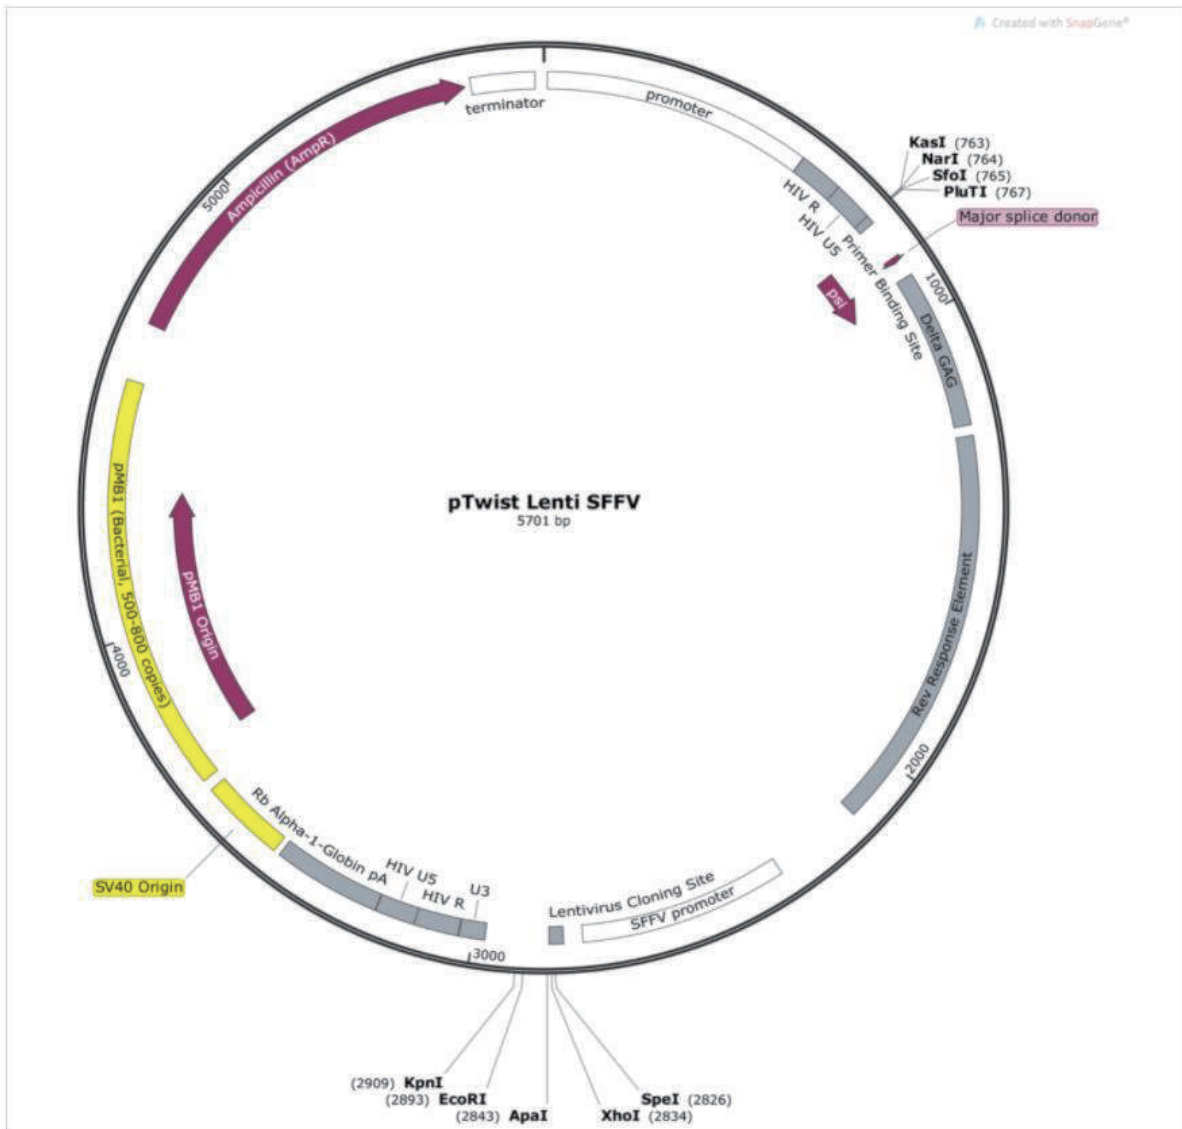 Created with SnapGene®
terminator
promoter
Ampicillin (AmpR)
5000
HIV R
HIV U5
Primer Binding Site
KasI (763)
NarI (764)
SfoI (765)
PluTI (767)
Major splice donor
psi
1000
Delta GAG
pTwist Lenti SFFV
5701 bp
Rev Response Element
pMB1 (Bacterial, 500-800 copies)
pMB1 Origin
4000
2000
Rb Alpha-1-Globin pA
HIV U5
HIV R
U3
SV40 Origin
Lentivirus Cloning Site
SFFV promoter
3000
(2909) KpnI
(2893) EcoRI
(2843) ApaI
SpeI (2826)
XhoI (2834)